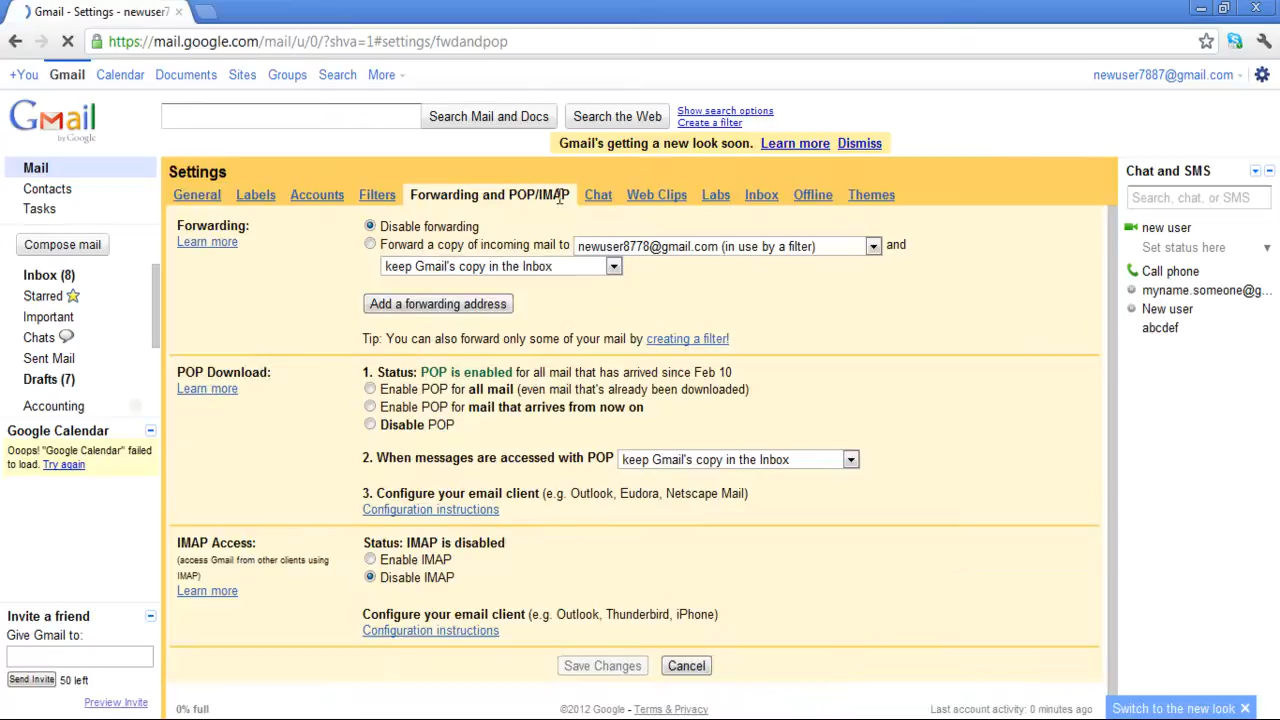 Gmail - Settings - newuser7
https://mail.google.com/mail/u/0/?shva=1#settings/fwdandpop
+You Gmail Calendar Documents Sites Groups Search More
newuser7887@gmail.com
Gmail
by Google
Search Mail and Docs
Search the Web
Show search options
Create a filter
Gmail's getting a new look soon. Learn more Dismiss
Mail
Contacts
Tasks
Compose mail
Inbox (8)
Starred
Important
Chats
Sent Mail
Drafts (7)
Accounting
Google Calendar
Ooops! "Google Calendar" failed
to load. Try again
Invite a friend
Give Gmail to:
Send Invite 50 left
Preview Invite
Settings
General Labels Accounts Filters Forwarding and POP/IMAP Chat Web Clips Labs Inbox Offline Themes
Forwarding:
Learn more
Disable forwarding
Forward a copy of incoming mail to newuser8778@gmail.com (in use by a filter) and
keep Gmail's copy in the Inbox
Add a forwarding address
Tip: You can also forward only some of your mail by creating a filter!
POP Download:
Learn more
1. Status: POP is enabled for all mail that has arrived since Feb 10
Enable POP for all mail (even mail that's already been downloaded)
Enable POP for mail that arrives from now on
Disable POP
2. When messages are accessed with POP keep Gmail's copy in the Inbox
3. Configure your email client (e.g. Outlook, Eudora, Netscape Mail)
Configuration instructions
IMAP Access:
(access Gmail from other clients using
IMAP)
Learn more
Status: IMAP is disabled
Enable IMAP
Disable IMAP
Configure your email client (e.g. Outlook, Thunderbird, iPhone)
Configuration instructions
Save Changes
Cancel
0% full
©2012 Google - Terms & Privacy
Last account activity: 0 minutes ago
Chat and SMS
Search, chat, or SMS
new user
Set status here
Call phone
myname.someone@g...
New user
abcdef
Switch to the new look